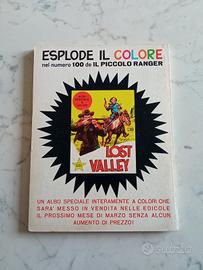 ESPLODE IL COLORE
nel numero 100 de IL PICCOLO RANGER
LOST
VALLEY
UN ALBO SPECIALE INTERAMENTE A COLORI CHE
SARA' MESSO IN VENDITA NELLE EDICOLE
IL PROSSIMO MESE DI MARZO SENZA ALCUN
AUMENTO DI PREZZO!
subito